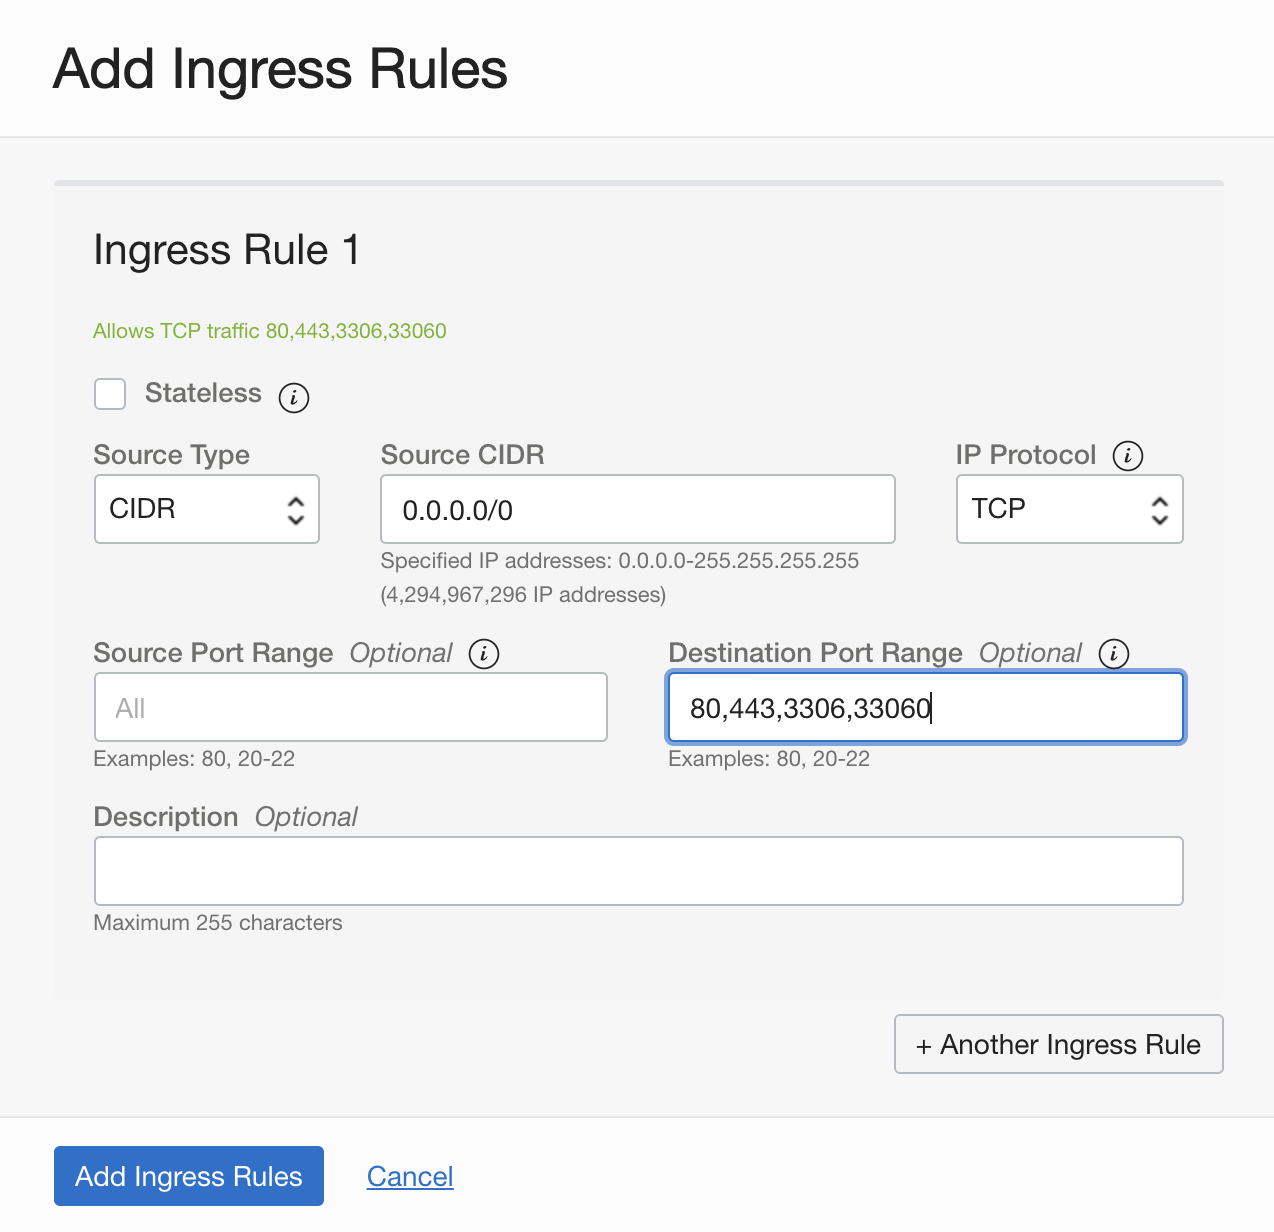 Add Ingress Rules
Ingress Rule 1
Allows TCP traffic 80,443,3306,33060
Stateless i
Source Type
CIDR
Source CIDR
0.0.0.0/0
Specified IP addresses: 0.0.0.0-255.255.255.255
(4,294,967,296 IP addresses)
IP Protocol i
TCP
Source Port Range Optional i
All
Examples: 80, 20-22
Destination Port Range Optional i
80,443,3306,33060
Examples: 80, 20-22
Description Optional
Maximum 255 characters
+ Another Ingress Rule
Add Ingress Rules
Cancel